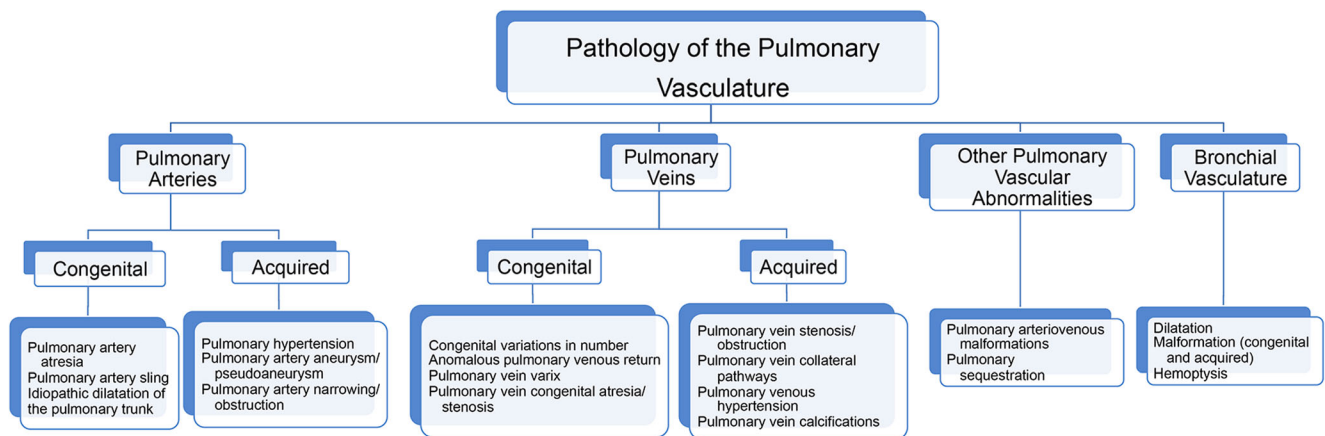 Pathology of the Pulmonary
Vasculature
Pulmonary
Arteries
Pulmonary
Veins
Other Pulmonary
Vascular
Abnormalities
Bronchial
Vasculature
Congenital
Acquired
Congenital
Acquired
Pulmonary artery
atresia
Pulmonary artery sling
Idiopathic dilatation of
the pulmonary trunk
Pulmonary hypertension
Pulmonary artery aneurysm/
pseudoaneurysm
Pulmonary artery narrowing/
obstruction
Congenital variations in number
Anomalous pulmonary venous return
Pulmonary vein varix
Pulmonary vein congenital atresia/
stenosis
Pulmonary vein stenosis/
obstruction
Pulmonary vein collateral
pathways
Pulmonary venous
hypertension
Pulmonary vein calcifications
Pulmonary arteriovenous
malformations
Pulmonary
sequestration
Dilatation
Malformation (congenital
and acquired)
Hemoptysis